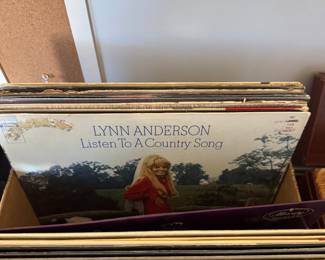 LYNN ANDERSON
Listen To A Country Song